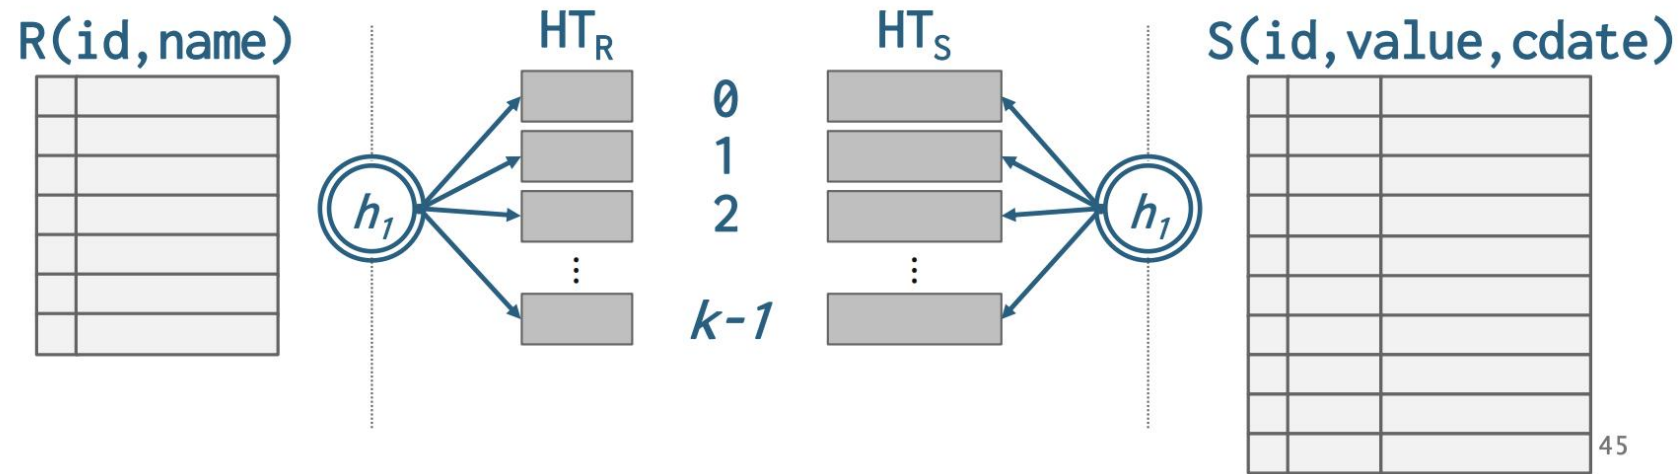 R(id,name)
HT_R
HT_S
S(id,value,cdate)
0
1
2
⋮
⋮
k-1
h_1
h_1
45